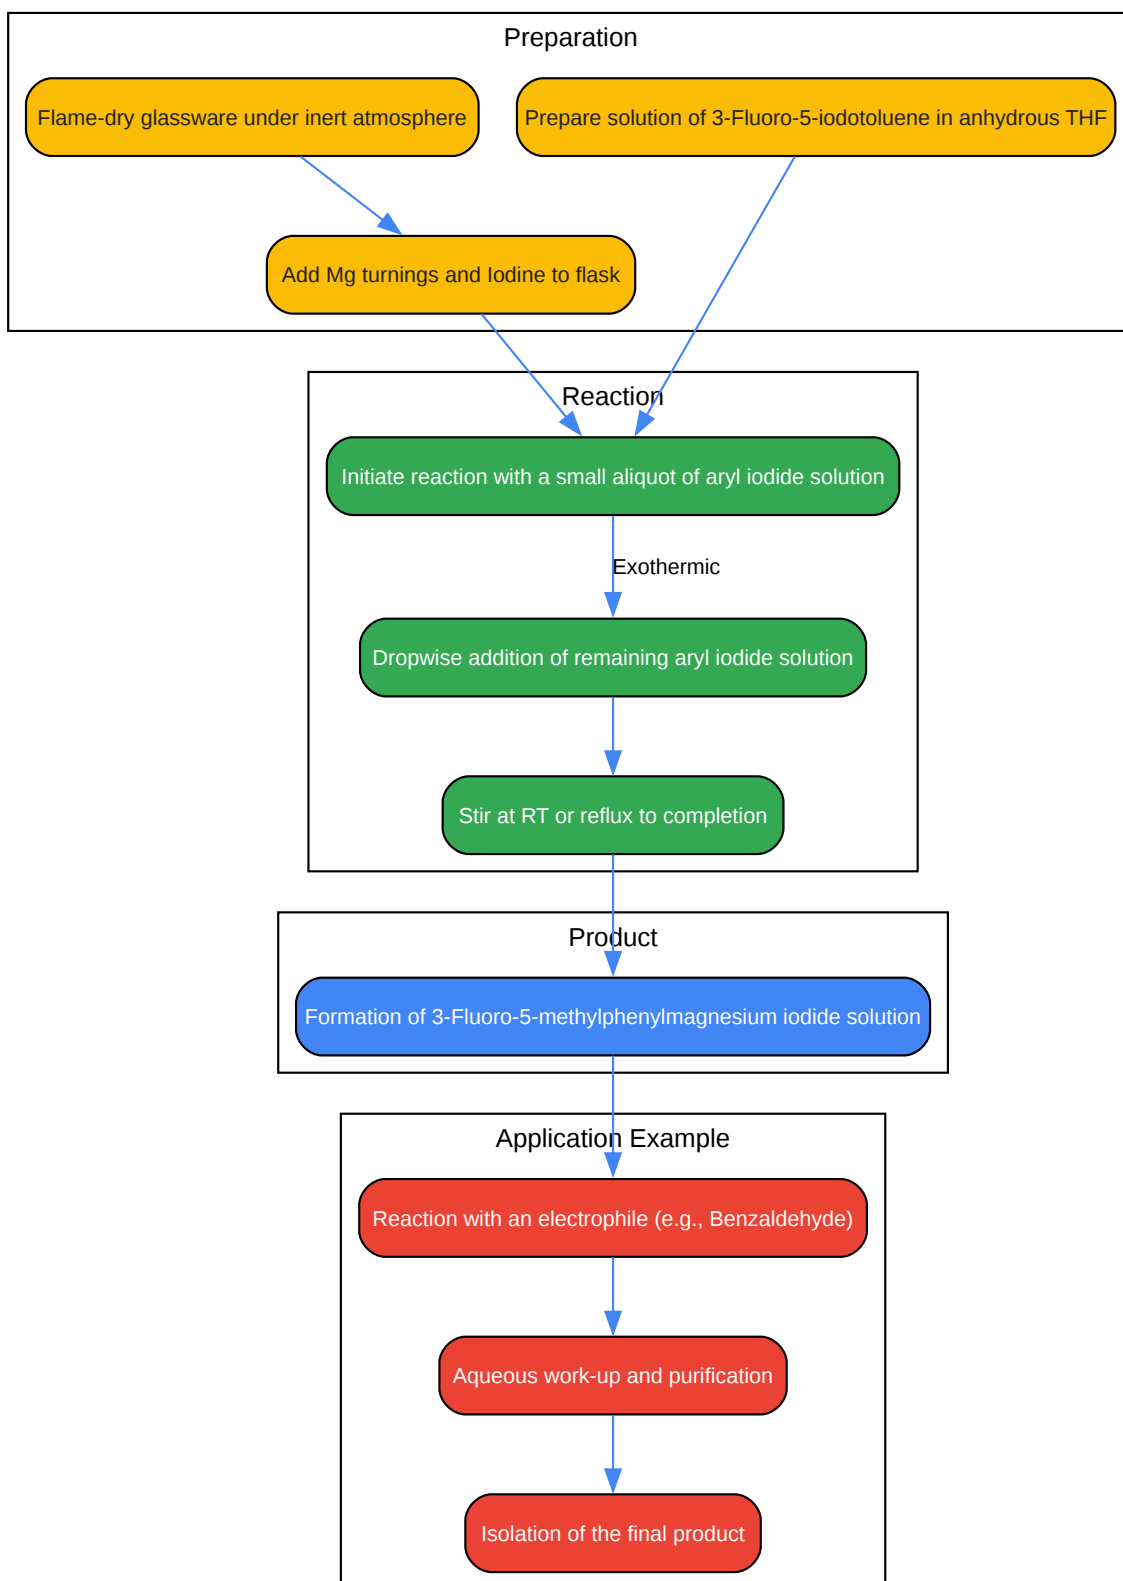 Preparation
Flame-dry glassware under inert atmosphere
Prepare solution of 3-Fluoro-5-iodotoluene in anhydrous THF
Add Mg turnings and Iodine to flask
Reaction
Initiate reaction with a small aliquot of aryl iodide solution
Exothermic
Dropwise addition of remaining aryl iodide solution
Stir at RT or reflux to completion
Product
Formation of 3-Fluoro-5-methylphenylmagnesium iodide solution
Application Example
Reaction with an electrophile (e.g., Benzaldehyde)
Aqueous work-up and purification
Isolation of the final product